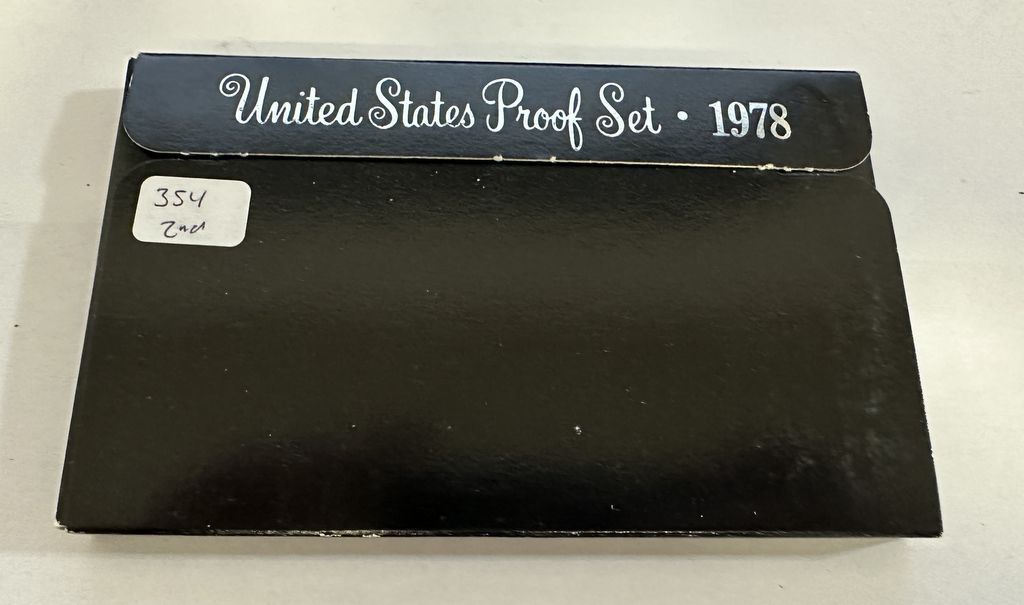 United States Proof Set • 1978
354
2nd